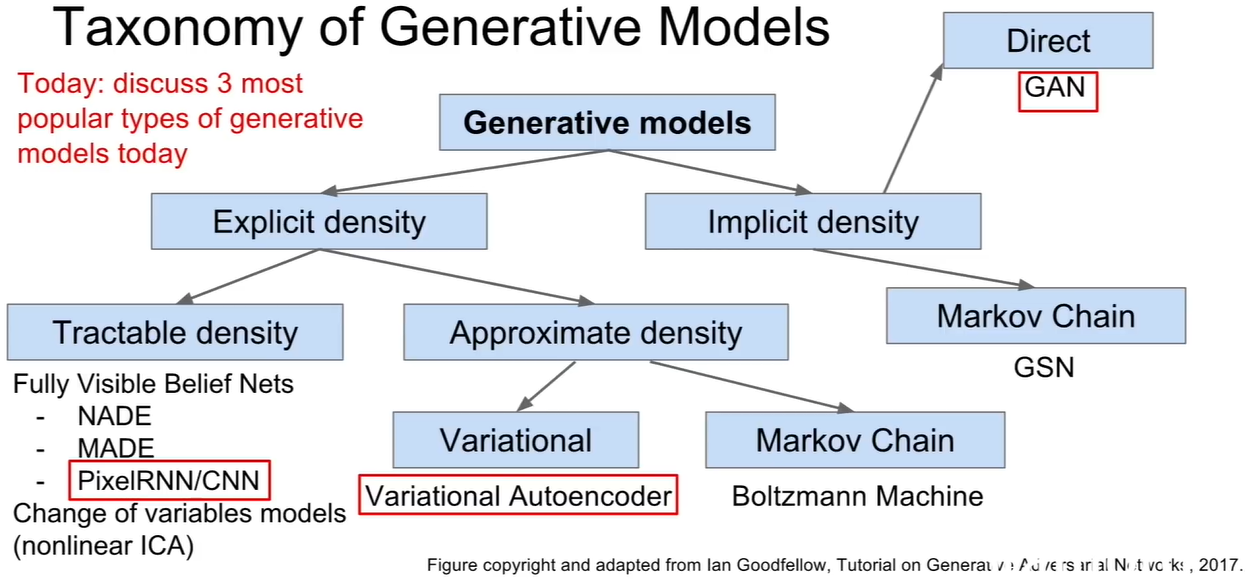 Taxonomy of Generative Models
Today: discuss 3 most
popular types of generative
models today
Direct
GAN
Generative models
Explicit density
Implicit density
Tractable density
Approximate density
Markov Chain
GSN
Fully Visible Belief Nets
- NADE
- MADE
- PixelRNN/CNN
Change of variables models
(nonlinear ICA)
Variational
Variational Autoencoder
Markov Chain
Boltzmann Machine
Figure copyright and adapted from Ian Goodfellow, Tutorial on Generative Adversarial Networks, 2017.